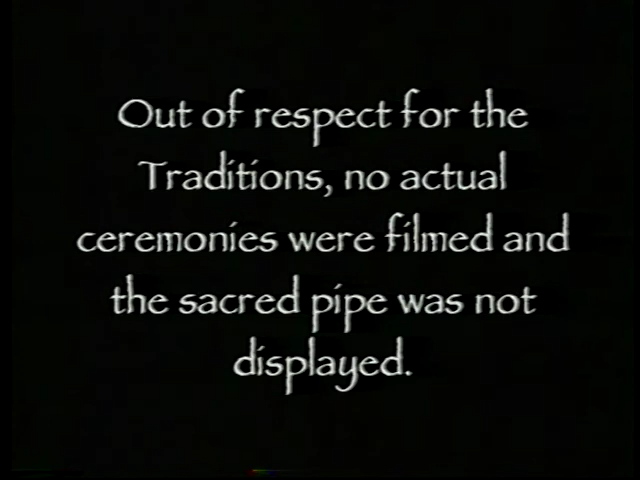 Out of respect for the
Traditions, no actual
ceremonies were filmed and
the sacred pipe was not
displayed.